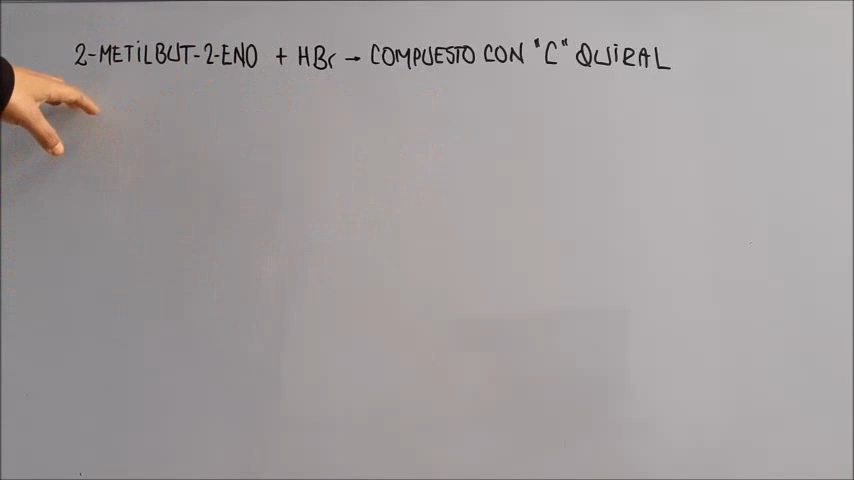 2-METILBUT-2-ENO + HBr → COMPUESTO CON "C" QUIRAL